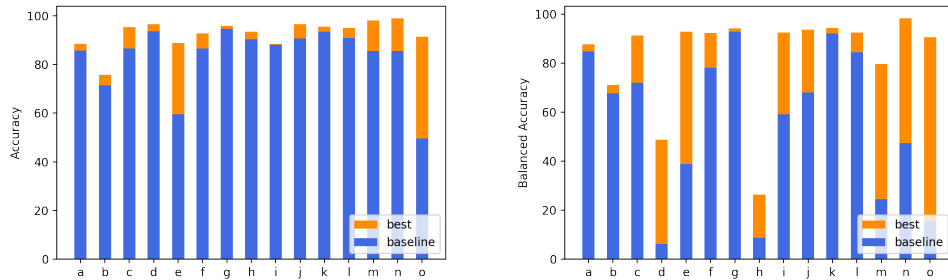 100
80
60
40
20
0
Accuracy
best
baseline
a b c d e f g h i j k l m n o
100
80
60
40
20
0
Balanced Accuracy
best
baseline
a b c d e f g h i j k l m n o